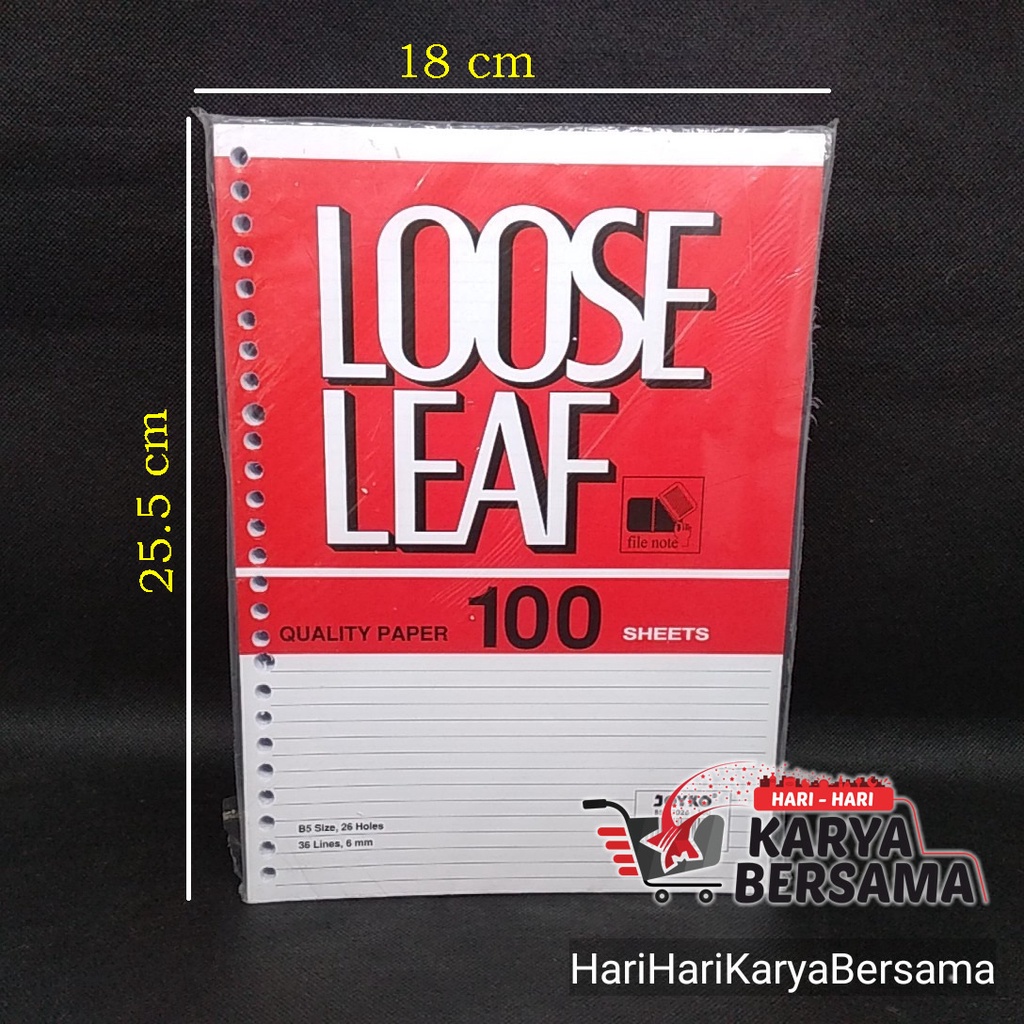 18 cm
25.5 cm
LOOSE
LEAF
file note
QUALITY PAPER 100 SHEETS
JOYKO
B5 Size, 26 Holes
36 Lines, 6 mm
HARI - HARI
KARYA
BERSAMA
HariHariKaryaBersama